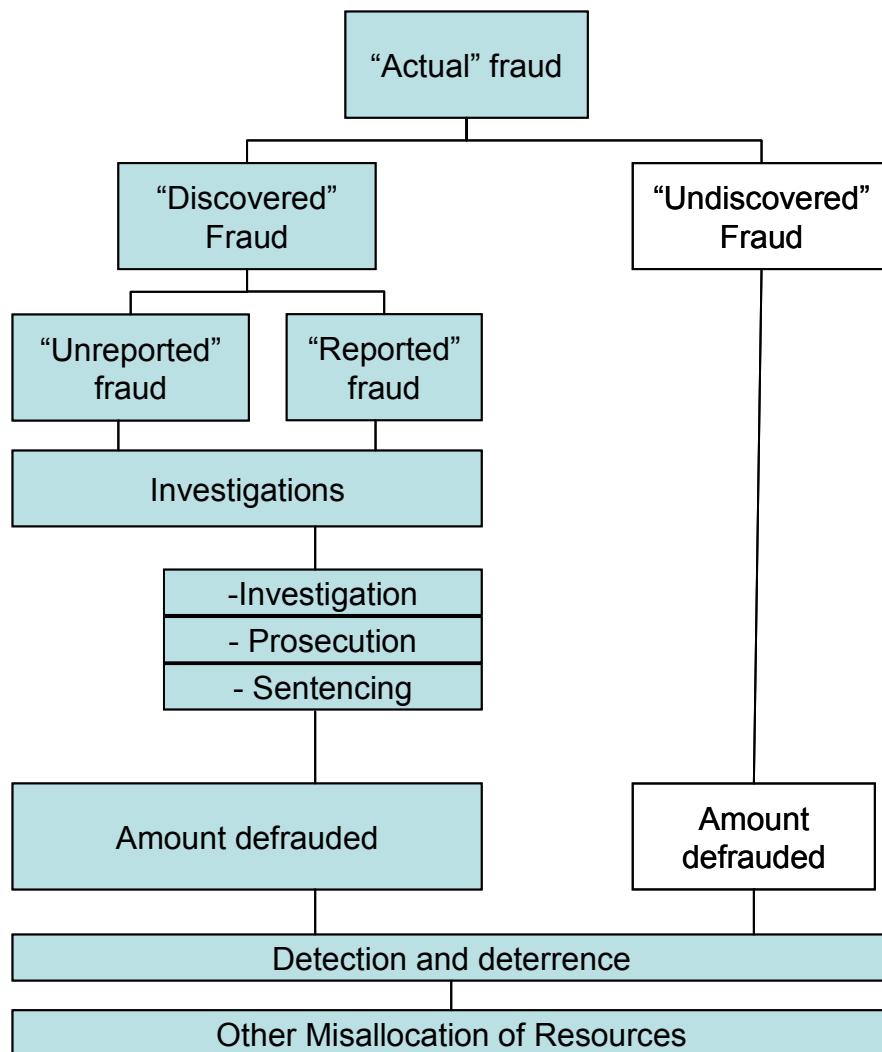 “Actual” fraud
“Discovered”
Fraud
“Undiscovered”
Fraud
“Unreported”
fraud
“Reported”
fraud
Investigations
-Investigation
- Prosecution
- Sentencing
Amount defrauded
Amount
defrauded
Detection and deterrence
Other Misallocation of Resources